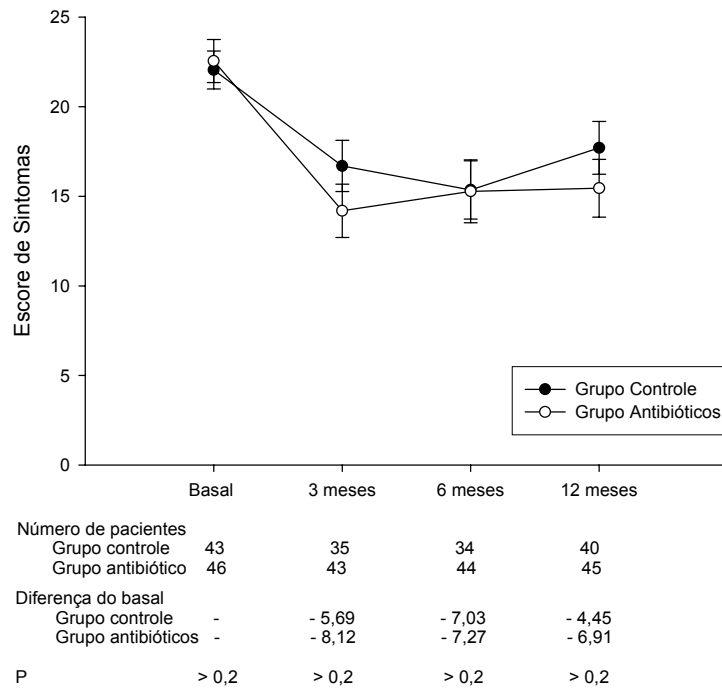 25
20
15
10
5
0
Escore de Sintomas
Grupo Controle
Grupo Antibióticos
Basal 3 meses 6 meses 12 meses
Número de pacientes
Grupo controle 43 35 34 40
Grupo antibiótico 46 43 44 45
Diferença do basal
Grupo controle - - 5,69 - 7,03 - 4,45
Grupo antibióticos - - 8,12 - 7,27 - 6,91
P > 0,2 > 0,2 > 0,2 > 0,2